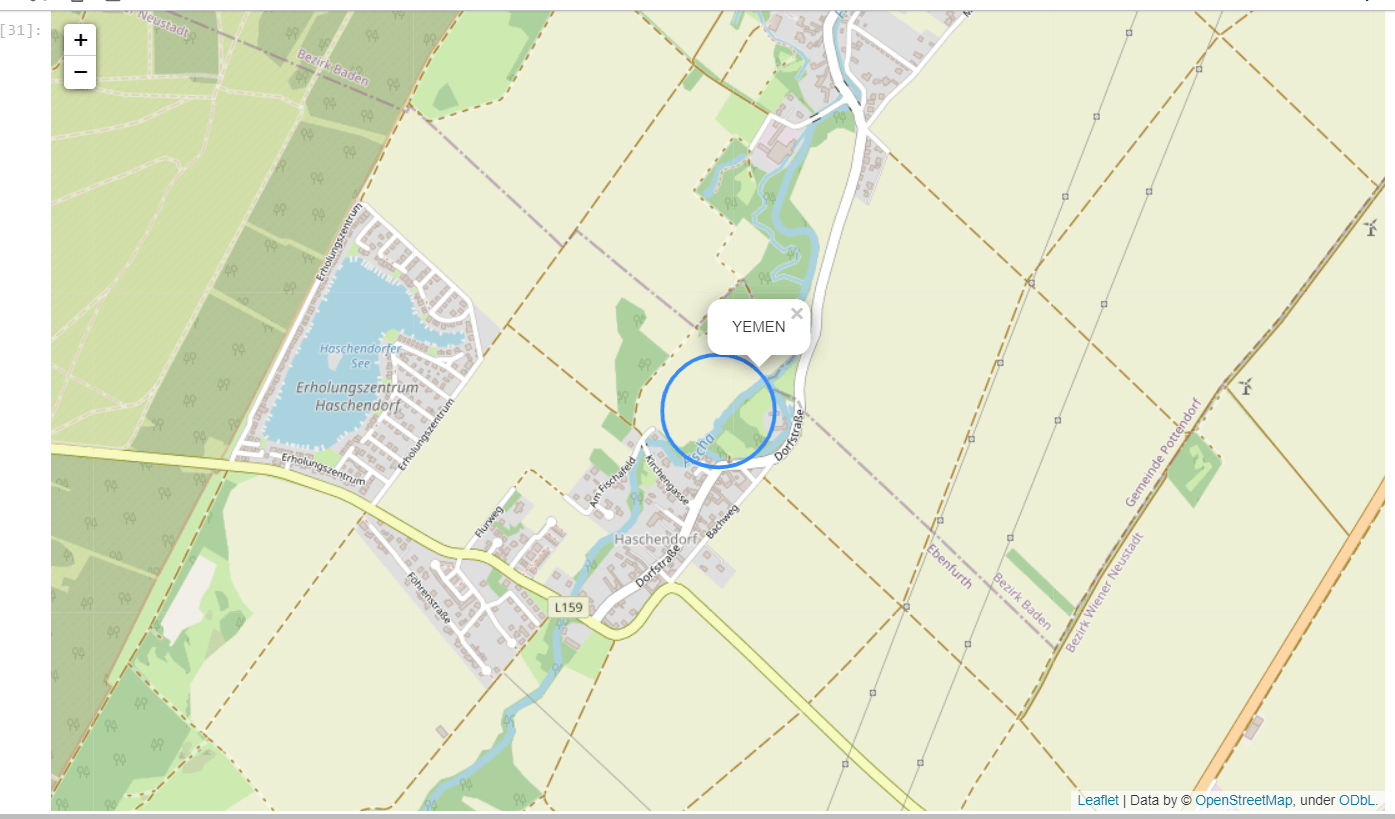 [31]:
+
−
Neustadt
Bezirk Baden
Erholungszentrum
Haschendorfer
See
Erholungszentrum
Haschendorf
Erholungszentrum
Erholungszentrum
YEMEN
×
Dorfstraße
Kirchengasse
Am Fischafeld
Flurweg
Bachweg
Haschendorf
Dorfstraße
Föhrenstraße
L159
Gemeinde Pottendorf
Ebenfurth
Bezirk Baden
Bezirk Wiener Neustadt
Leaflet | Data by © OpenStreetMap, under ODbL.